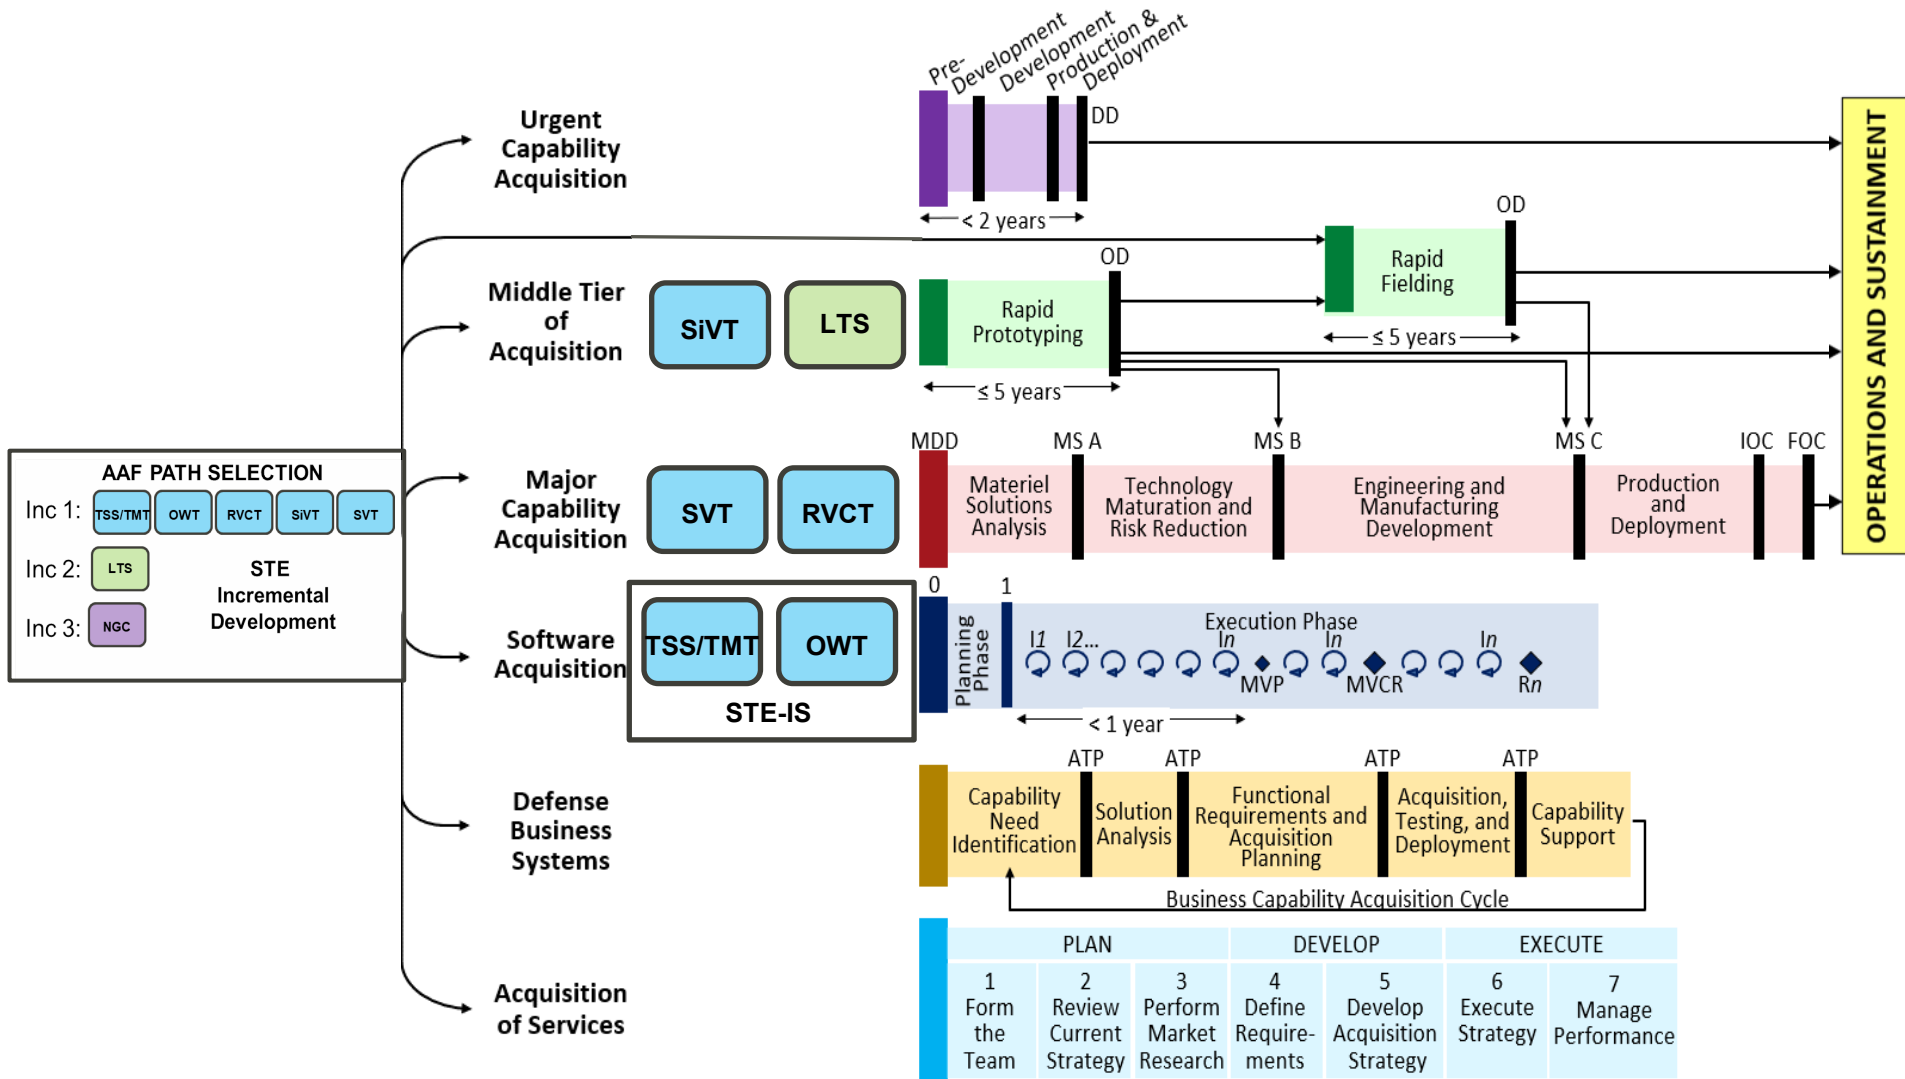 Pre-
Development
Development
Production &
Deployment
DD
< 2 years
Urgent
Capability
Acquisition
OD
Rapid
Fielding
≤ 5 years
Middle Tier
of
Acquisition
SiVT
LTS
OD
Rapid
Prototyping
≤ 5 years
OPERATIONS AND SUSTAINMENT
AAF PATH SELECTION
Inc 1:
TSS/TMT
OWT
RVCT
SiVT
SVT
Inc 2:
LTS
STE
Incremental
Development
Inc 3:
NGC
Major
Capability
Acquisition
SVT
RVCT
MDD
MS A
MS B
MS C
IOC
FOC
Materiel
Solutions
Analysis
Technology
Maturation and
Risk Reduction
Engineering and
Manufacturing
Development
Production
and
Deployment
Software
Acquisition
TSS/TMT
OWT
STE-IS
0
1
Planning
Phase
Execution Phase
I1
I2...
In
In
In
MVP
MVCR
Rn
< 1 year
Defense
Business
Systems
ATP
ATP
ATP
ATP
Capability
Need
Identification
Solution
Analysis
Functional
Requirements and
Acquisition
Planning
Acquisition,
Testing, and
Deployment
Capability
Support
Business Capability Acquisition Cycle
Acquisition
of Services
PLAN
DEVELOP
EXECUTE
1
Form
the
Team
2
Review
Current
Strategy
3
Perform
Market
Research
4
Define
Require-
ments
5
Develop
Acquisition
Strategy
6
Execute
Strategy
7
Manage
Performance